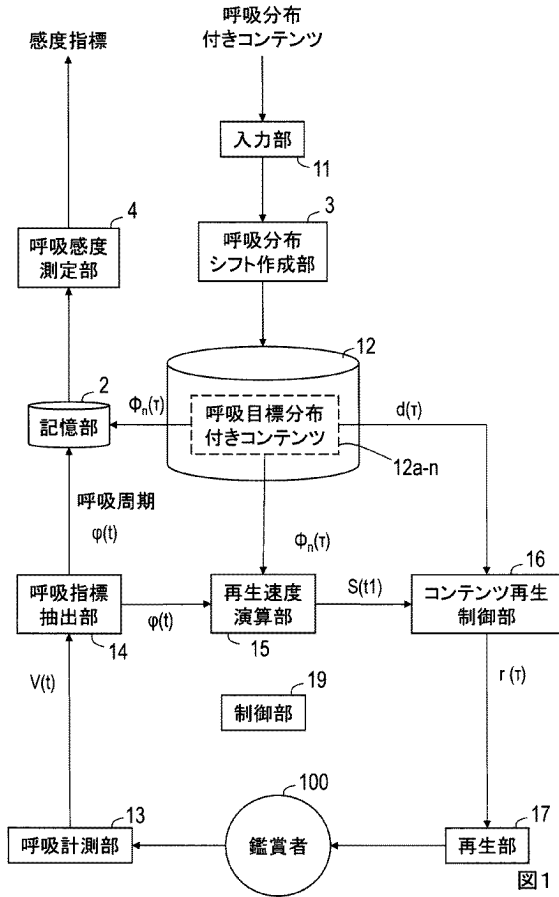 呼吸分布
付きコンテンツ
感度指標
入力部
11
3
呼吸分布
シフト作成部
4
呼吸感度
測定部
12
2
記憶部
Φn(τ)
呼吸目標分布
付きコンテンツ
d(τ)
12a-n
呼吸周期
φ(t)
Φn(τ)
16
呼吸指標
抽出部
14
φ(t)
再生速度
演算部
15
S(t1)
コンテンツ再生
制御部
V(t)
19
制御部
r(τ)
100
13
呼吸計測部
鑑賞者
17
再生部
図1